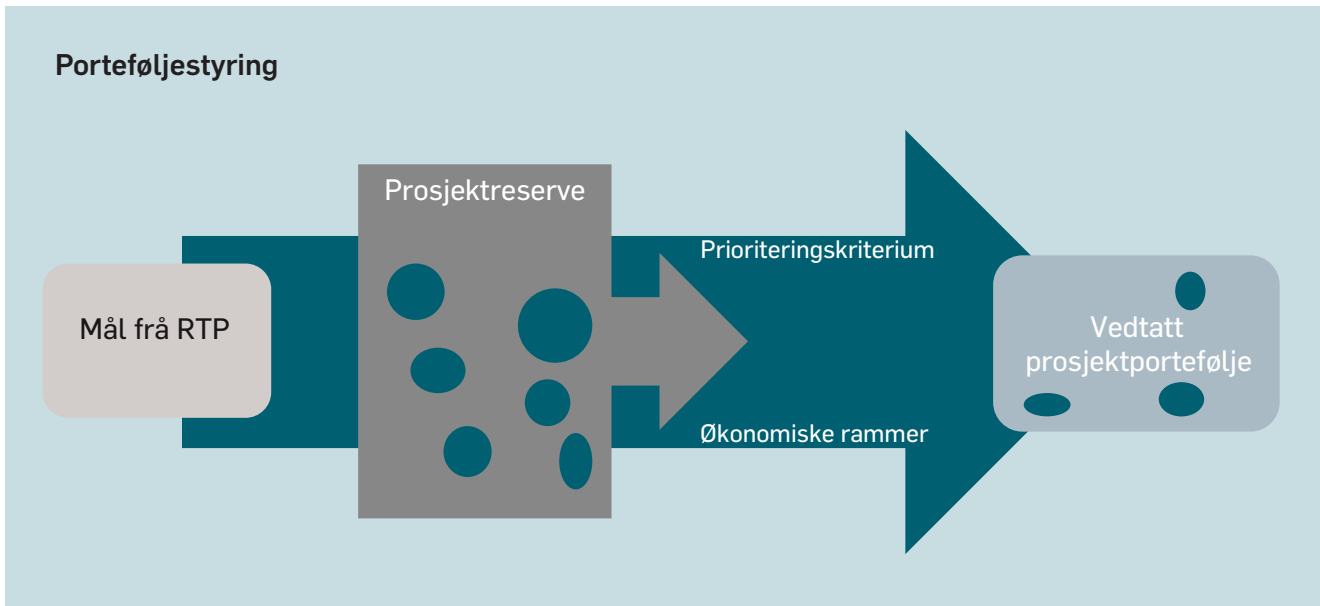 Porteføljestyring
Prosjektreserve
Mål frå RTP
Prioriteringskriterium
Økonomiske rammer
Vedtatt
prosjektportefølje